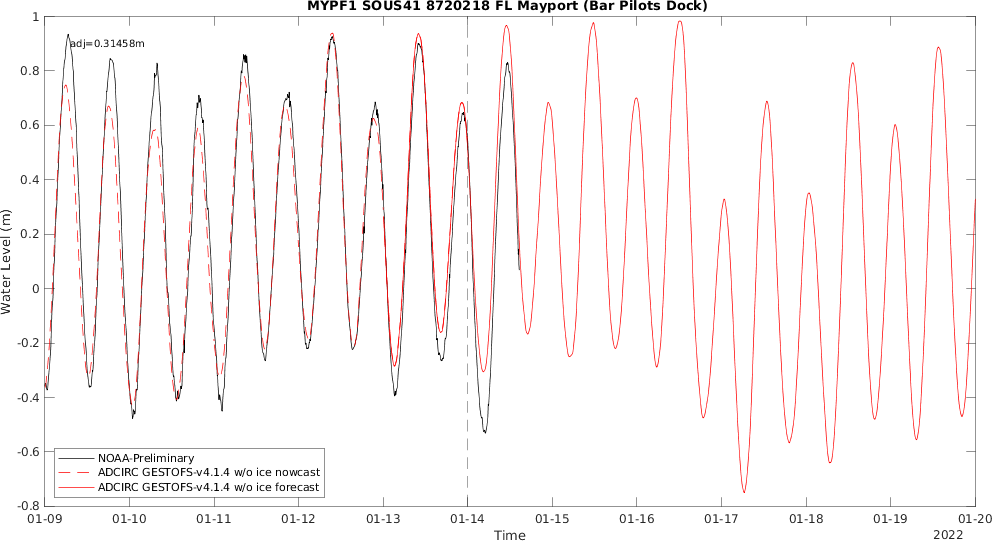 MYPF1 SOUS41 8720218 FL Mayport (Bar Pilots Dock)
1
adj=0.31458m
0.8
0.6
0.4
0.2
0
-0.2
-0.4
-0.6
-0.8
Water Level (m)
NOAA-Preliminary
ADCIRC GESTOFS-v4.1.4 w/o ice nowcast
ADCIRC GESTOFS-v4.1.4 w/o ice forecast
01-09 01-10 01-11 01-12 01-13 01-14 01-15 01-16 01-17 01-18 01-19 01-20
Time
2022